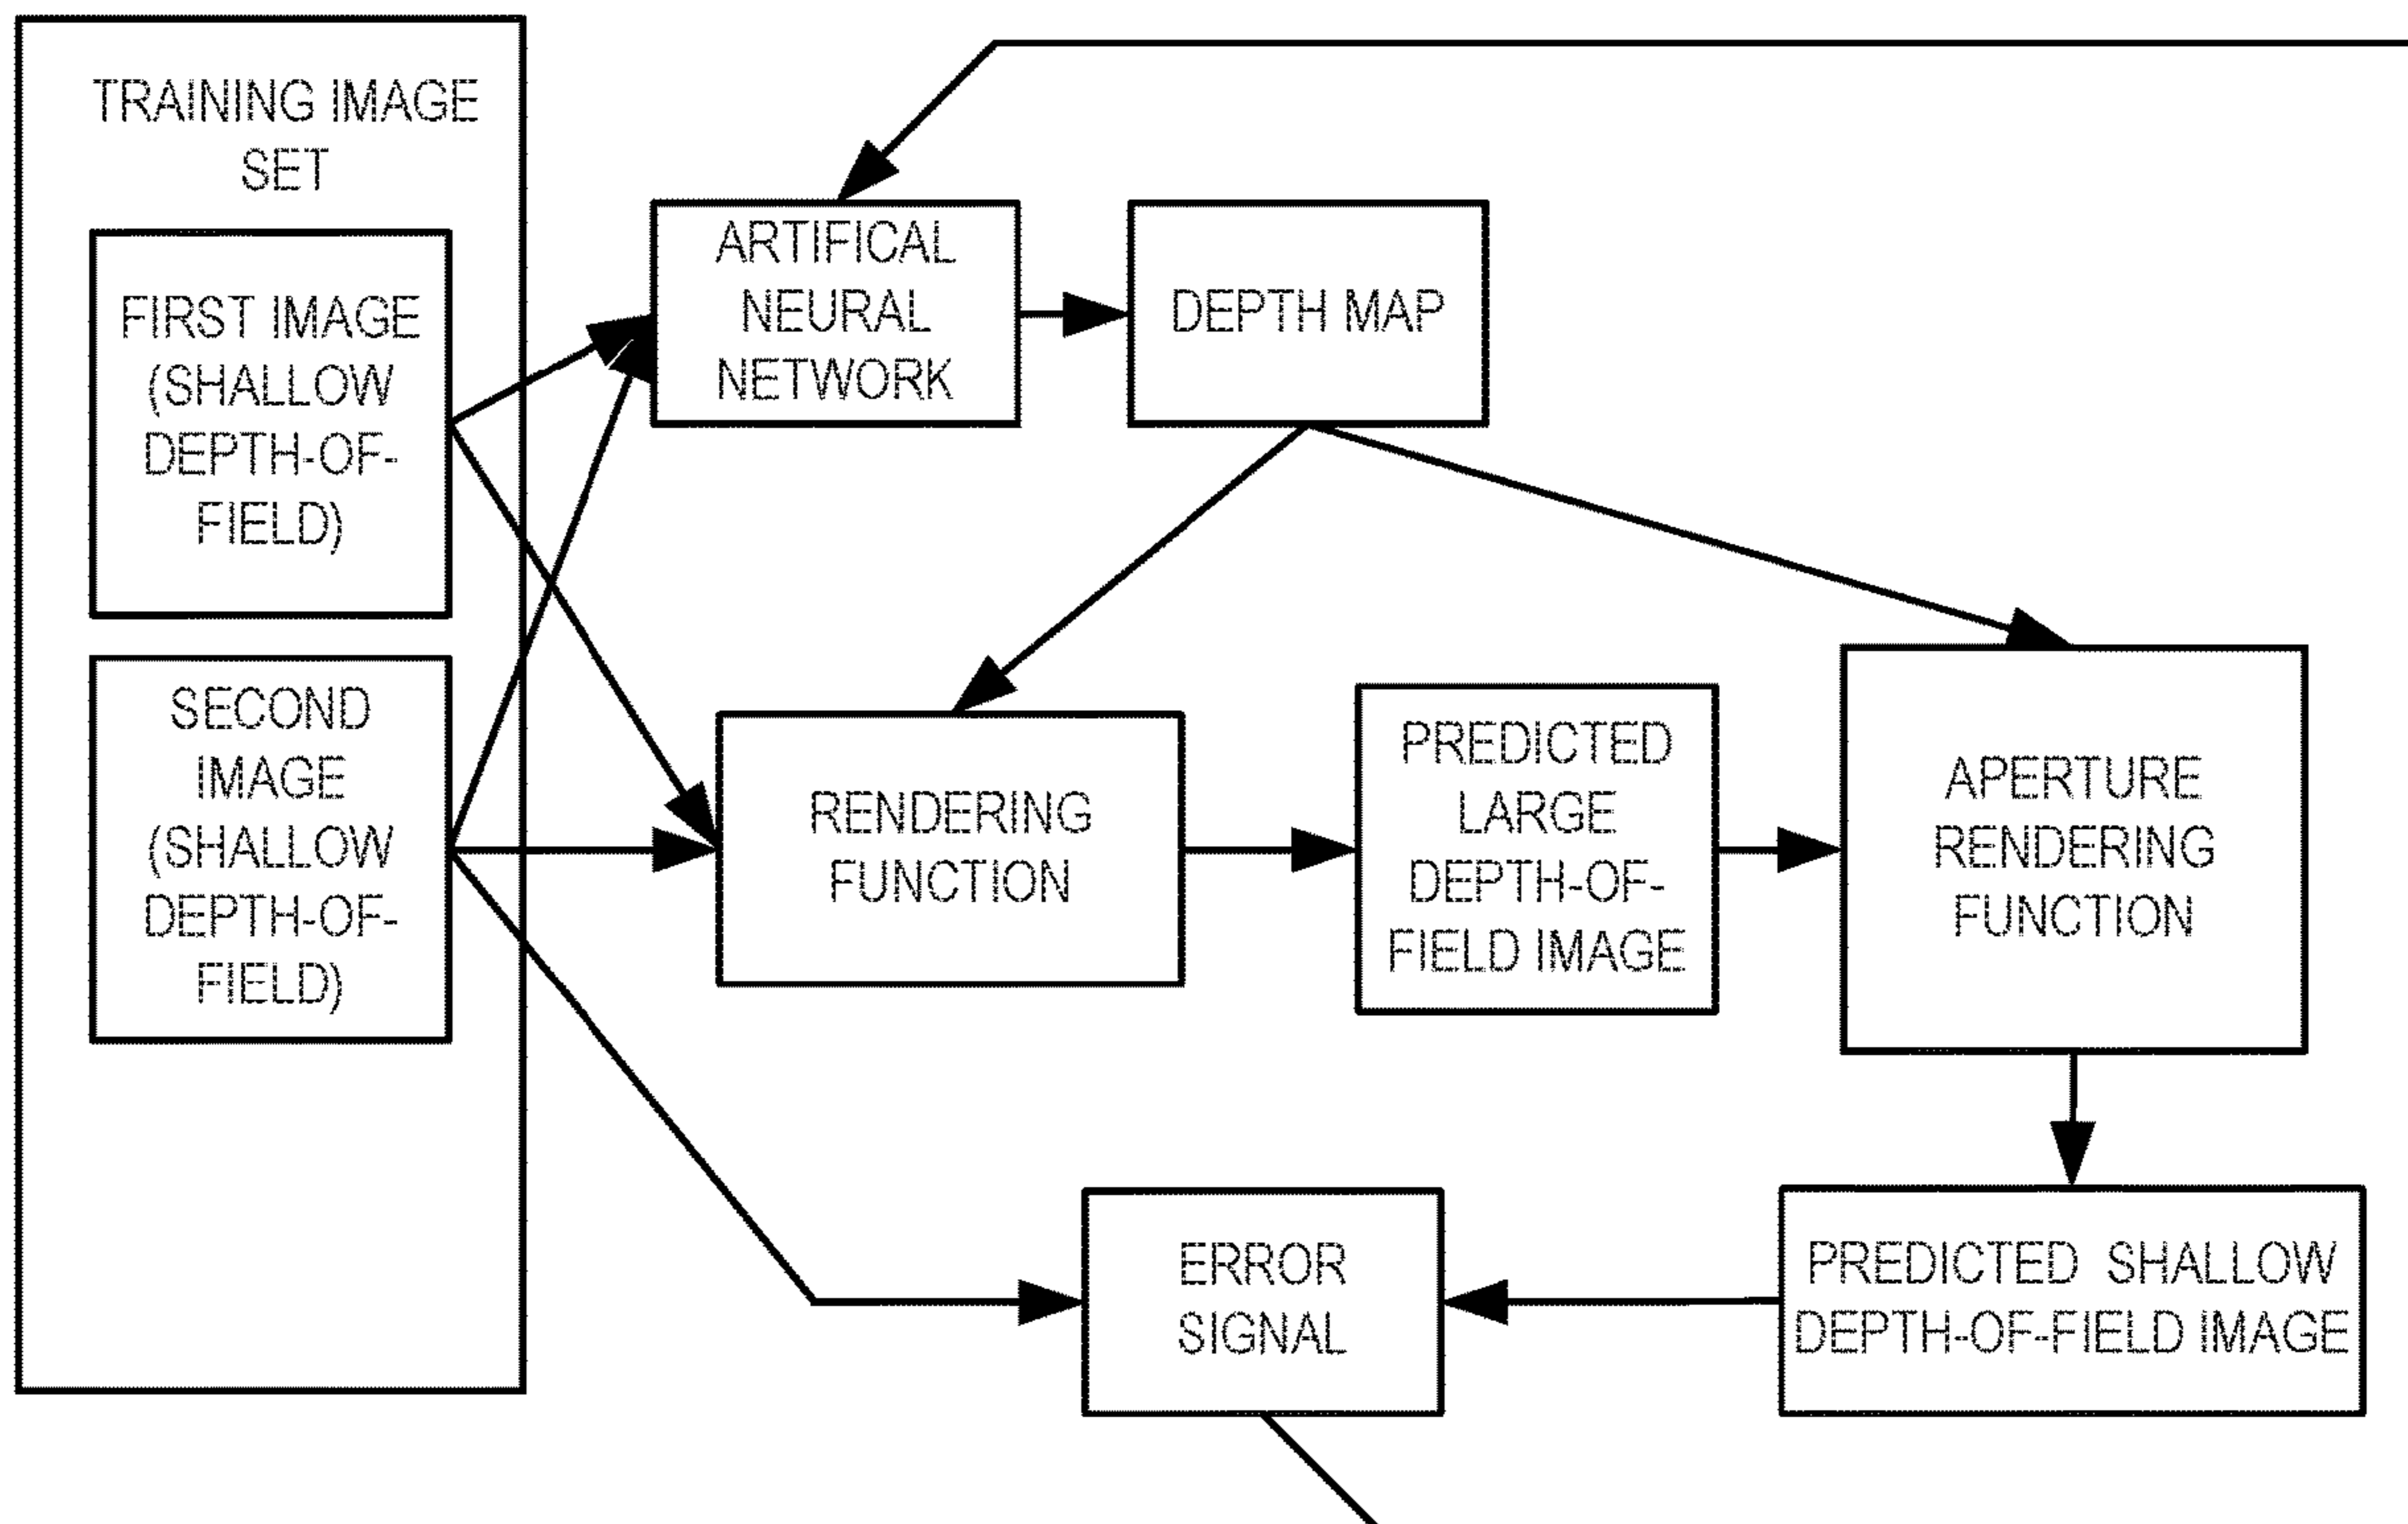 TRAINING IMAGE
SET
FIRST IMAGE
(SHALLOW
DEPTH-OF-
FIELD)
SECOND
IMAGE
(SHALLOW
DEPTH-OF-
FIELD)
ARTIFICAL
NEURAL
NETWORK
DEPTH MAP
RENDERING
FUNCTION
PREDICTED
LARGE
DEPTH-OF-
FIELD IMAGE
APERTURE
RENDERING
FUNCTION
ERROR
SIGNAL
PREDICTED SHALLOW
DEPTH-OF-FIELD IMAGE